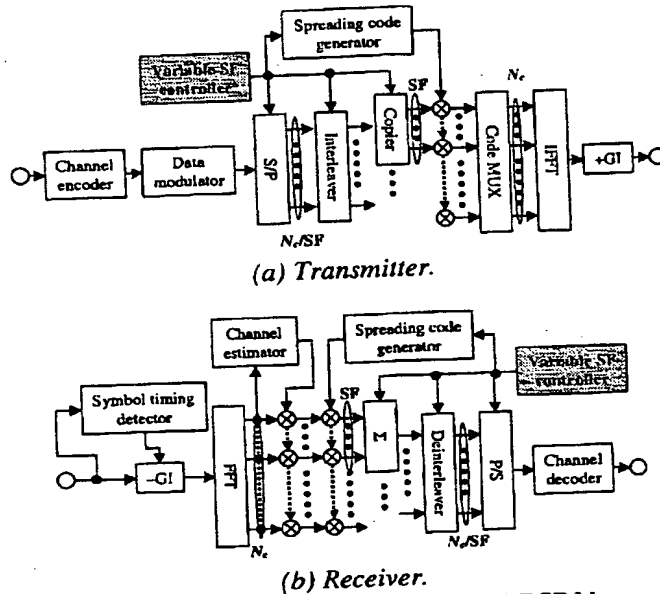 Spreading code
generator
Variable SF
controller
SF
N_c
Channel
encoder
Data
modulator
S/P
Interleaver
Copier
Code MUX
IFFT
+GI
N_c/SF
(a) Transmitter.
Channel
estimator
Spreading code
generator
Variable SF
controller
Symbol timing
detector
SF
-GI
FFT
Σ
Deinterleaver
P/S
Channel
decoder
N_c
N_c/SF
(b) Receiver.